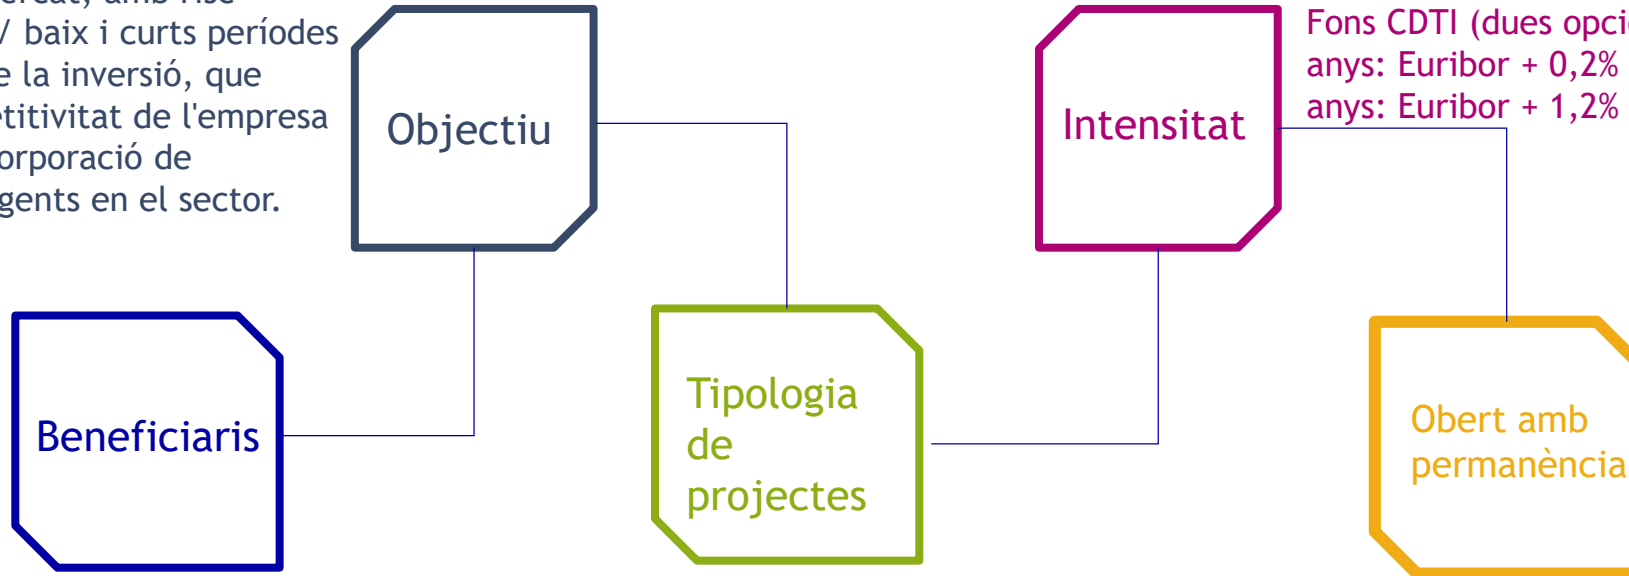 / baix i curts períodes
e la inversió, que
etitivitat de l'empresa
orporació de
gents en el sector.
Objectiu
Beneficiaris
Tipologia
de
projectes
Intensitat
Fons CDTI (dues opci
anys: Euribor + 0,2%
anys: Euribor + 1,2%
Obert amb
permanència